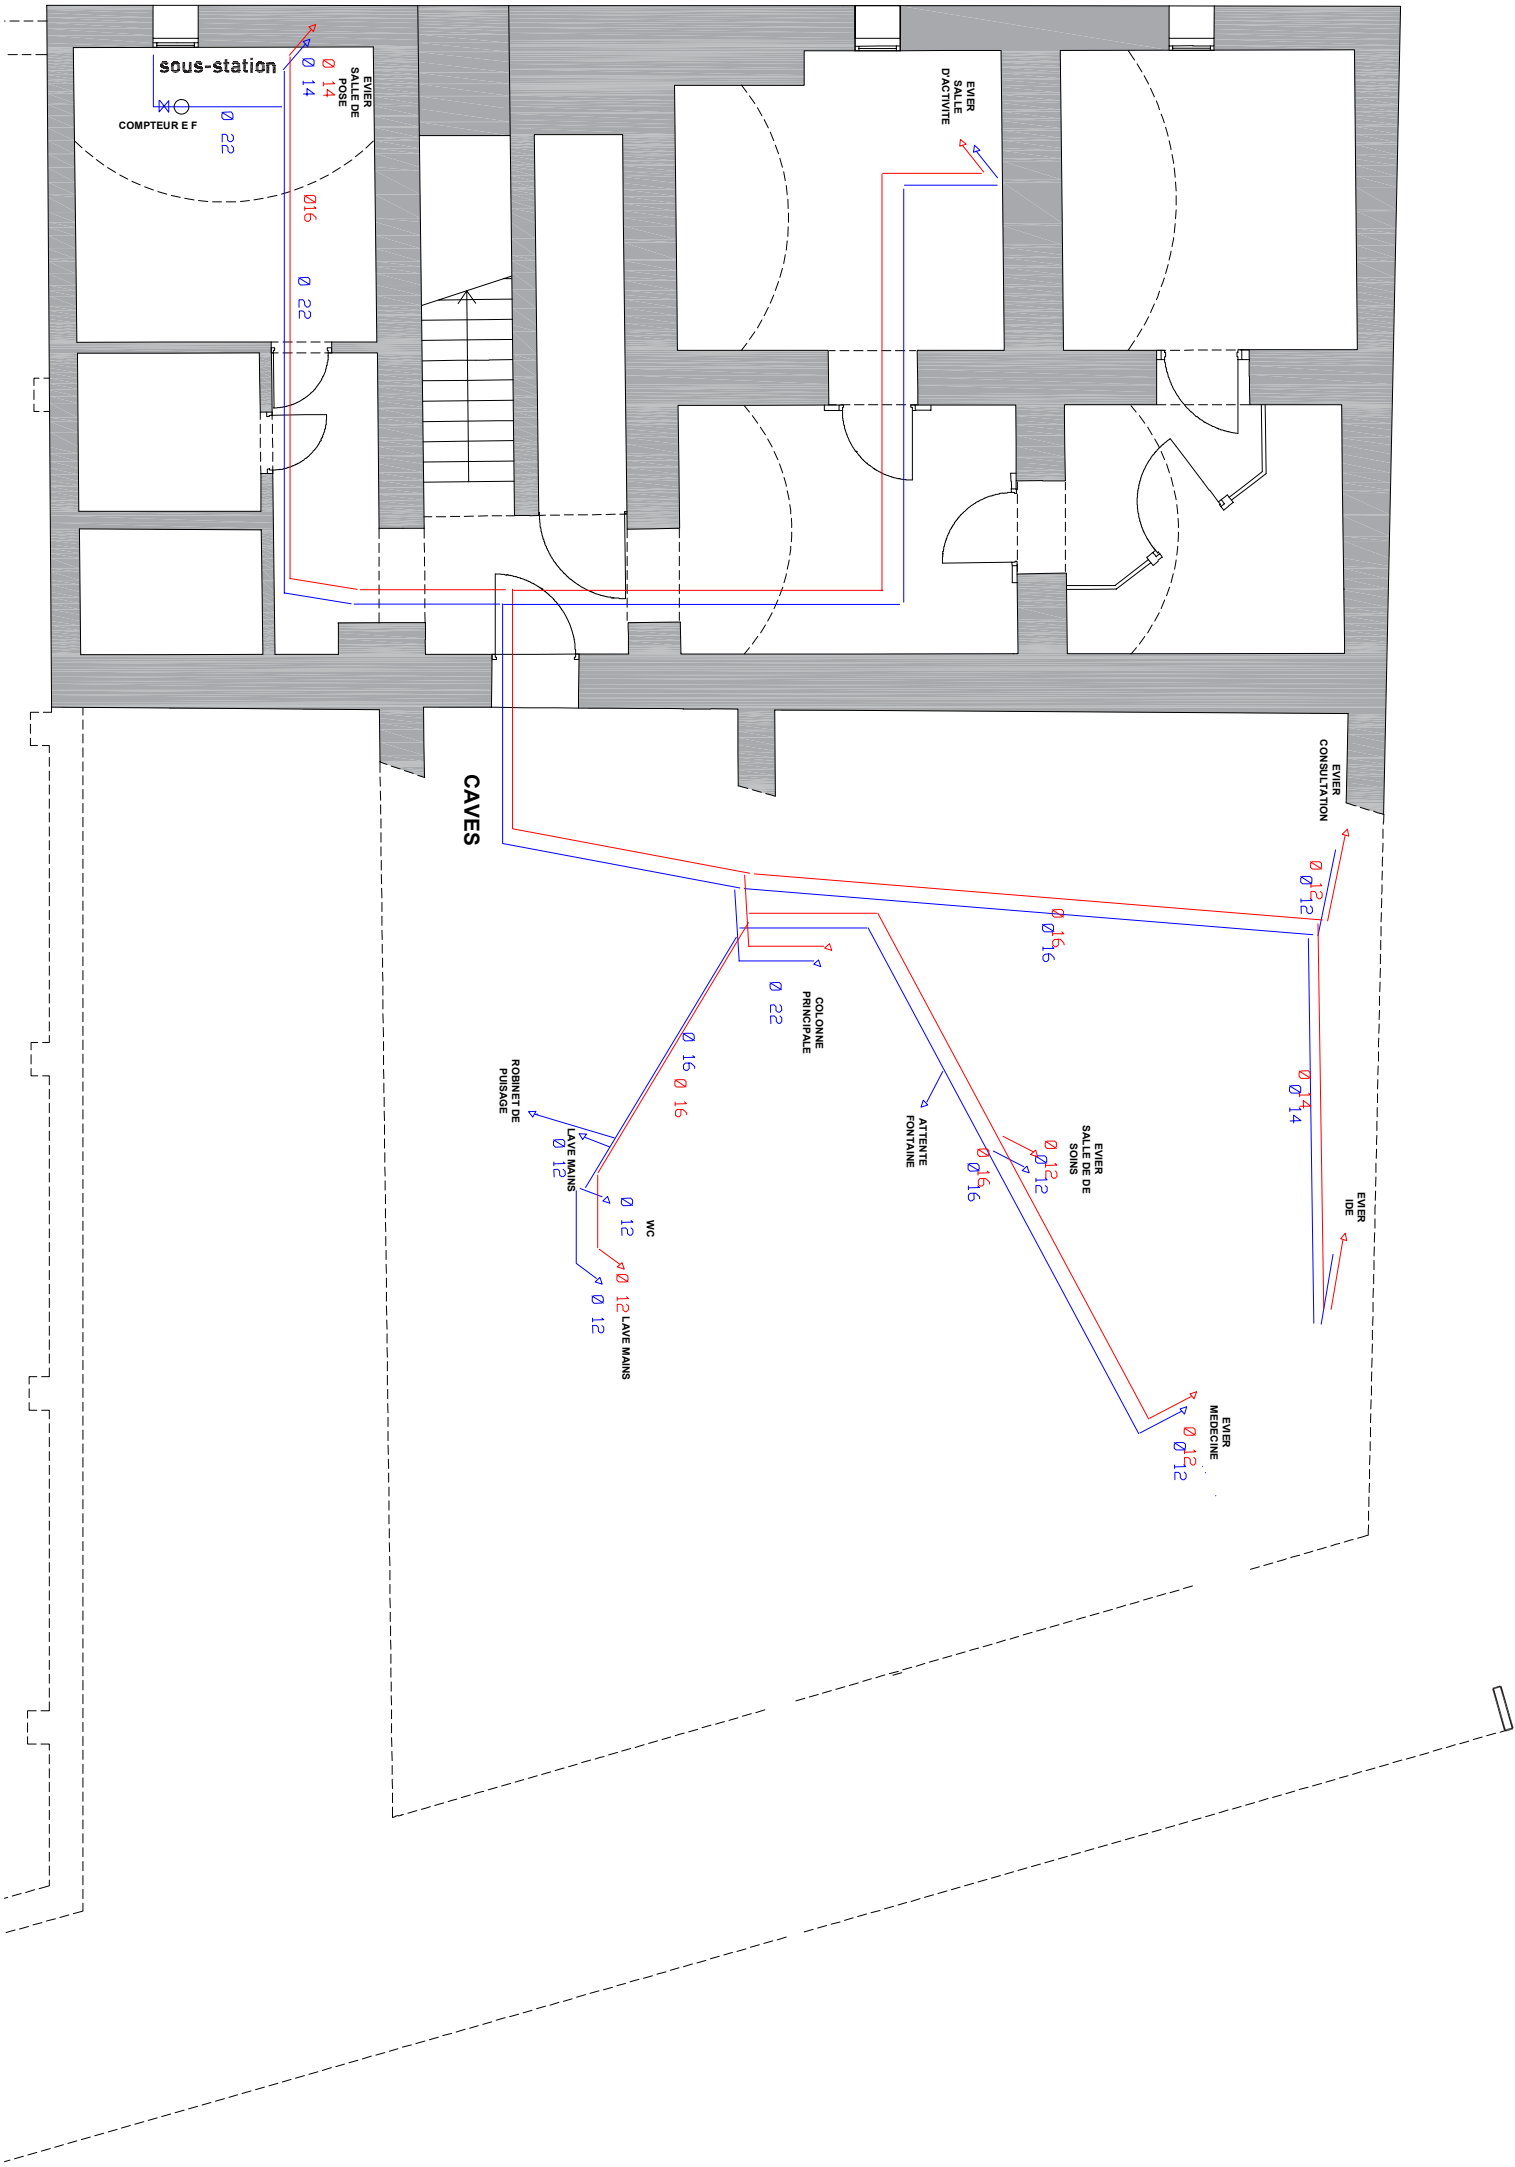 sous-station
COMPTEUR E F
Ø 22
EVIER
SALLE DE
POSE
Ø 14
Ø 14
Ø16
Ø 22
EVIER
SALLE
D'ACTIVITE
CAVES
EVIER
CONSULTATION
Ø 12
Ø 12
Ø 16
Ø 16
COLONNE
PRINCIPALE
Ø 22
Ø 16
Ø 16
ROBINET DE
PUISAGE
LAVE MAINS
Ø 12
WC
Ø 12
Ø 12
LAVE MAINS
Ø 12
ATTENTE
FONTAINE
EVIER
SALLE DE DE
SOINS
Ø 12
Ø 12
Ø 16
Ø 16
Ø 14
Ø 14
EVIER
IDE
EVIER
MEDECINE
Ø 12
Ø 12